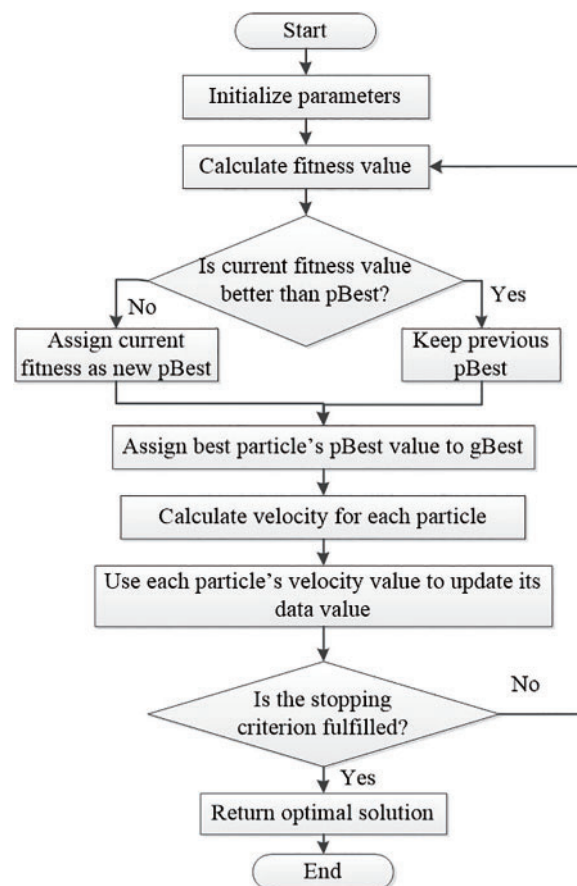 Start
Initialize parameters
Calculate fitness value
Is current fitness value
better than pBest?
No
Yes
Assign current
fitness as new pBest
Keep previous
pBest
Assign best particle's pBest value to gBest
Calculate velocity for each particle
Use each particle's velocity value to update its
data value
Is the stopping
criterion fulfilled?
No
Yes
Return optimal solution
End